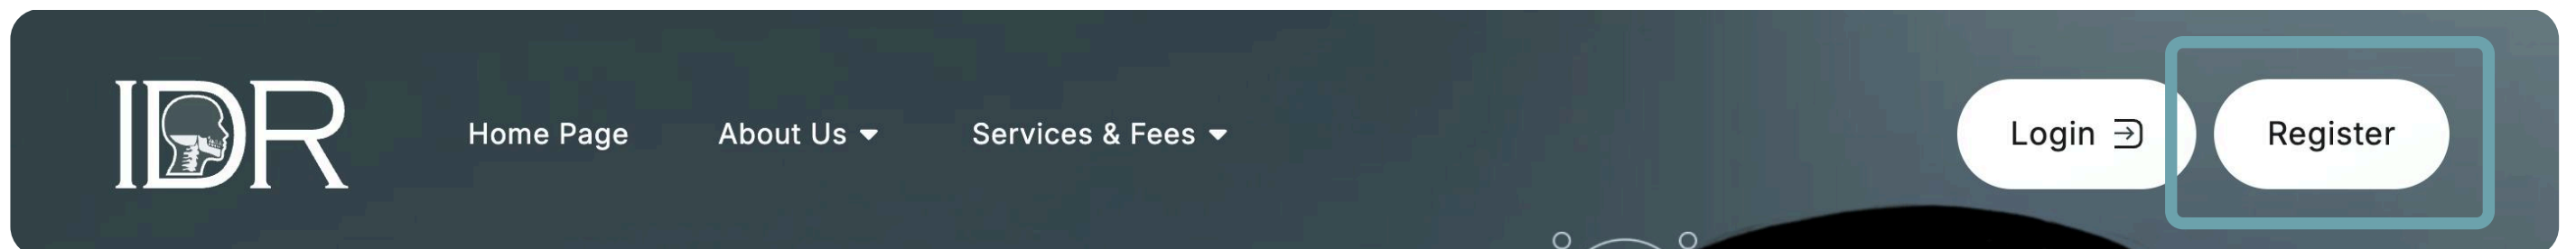 IDR
Home Page
About Us
Services & Fees
Login
Register